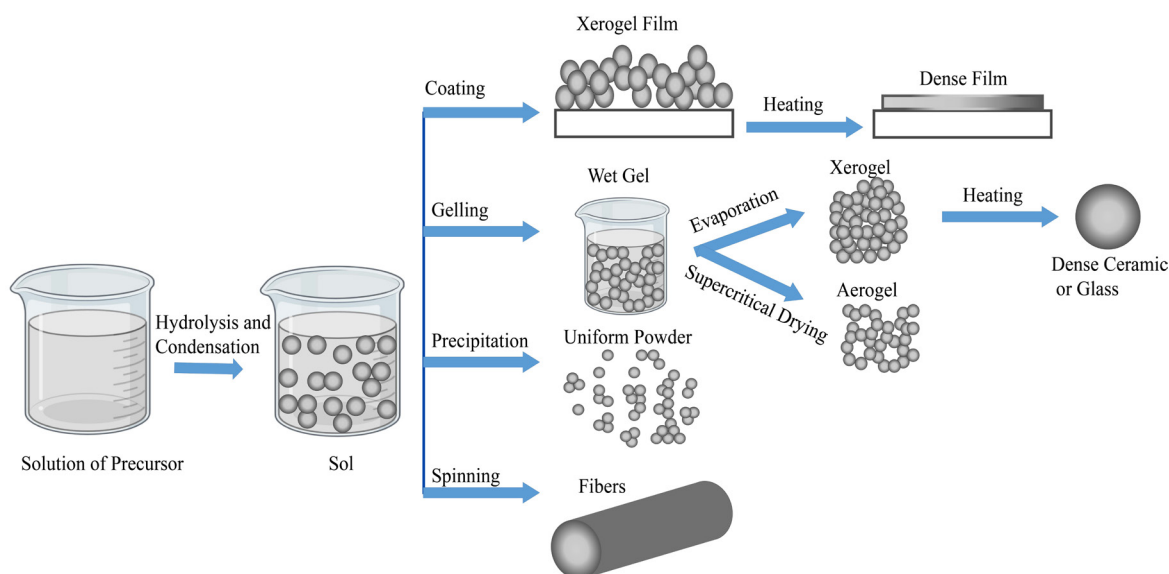 Solution of Precursor
Hydrolysis and
Condensation
Sol
Coating
Xerogel Film
Heating
Dense Film
Gelling
Wet Gel
Evaporation
Xerogel
Heating
Dense Ceramic
or Glass
Supercritical Drying
Aerogel
Precipitation
Uniform Powder
Spinning
Fibers